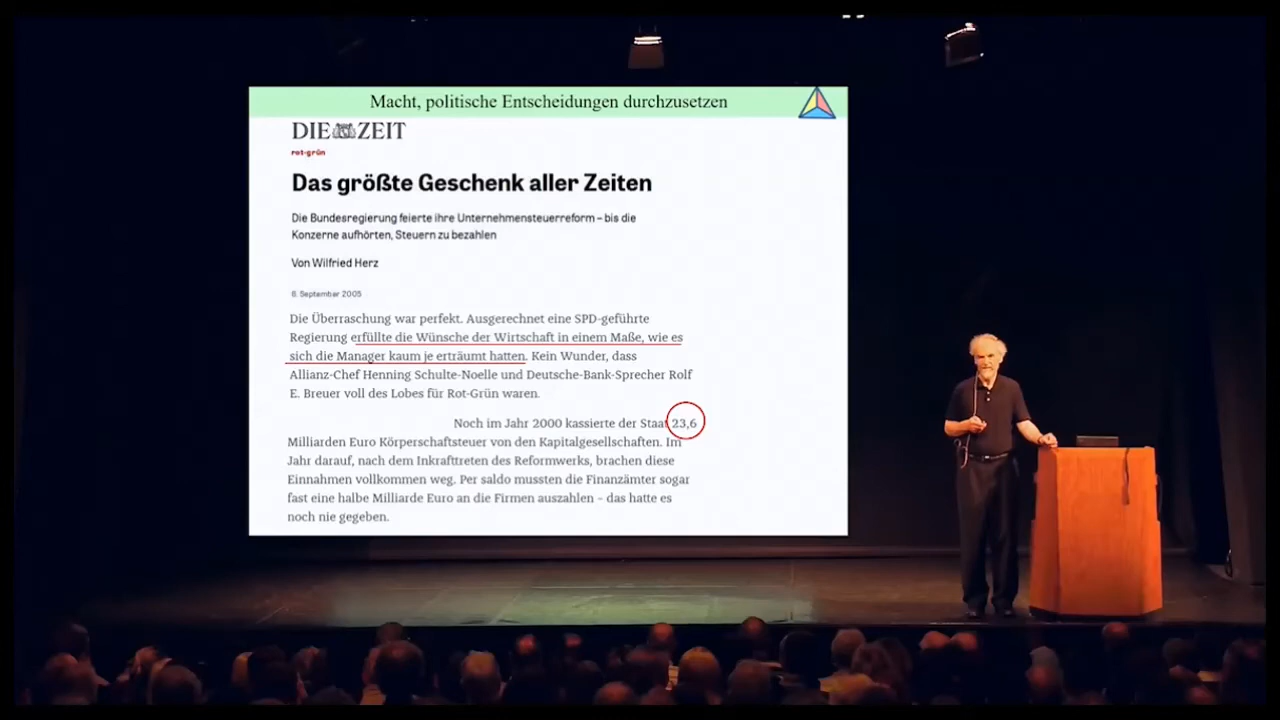 Macht, politische Entscheidungen durchzusetzen
DIE ZEIT
rot-grün
Das größte Geschenk aller Zeiten
Die Bundesregierung feierte ihre Unternehmensteuerreform – bis die
Konzerne aufhörten, Steuern zu bezahlen
Von Wilfried Herz
6. September 2005
Die Überraschung war perfekt. Ausgerechnet eine SPD-geführte
Regierung erfüllte die Wünsche der Wirtschaft in einem Maße, wie es
sich die Manager kaum je erträumt hatten. Kein Wunder, dass
Allianz-Chef Henning Schulte-Noelle und Deutsche-Bank-Sprecher Rolf
E. Breuer voll des Lobes für Rot-Grün waren.
Noch im Jahr 2000 kassierte der Staat 23,6
Milliarden Euro Körperschaftsteuer von den Kapitalgesellschaften. Im
Jahr darauf, nach dem Inkrafttreten des Reformwerks, brachen diese
Einnahmen vollkommen weg. Per saldo mussten die Finanzämter sogar
fast eine halbe Milliarde Euro an die Firmen auszahlen – das hatte es
noch nie gegeben.